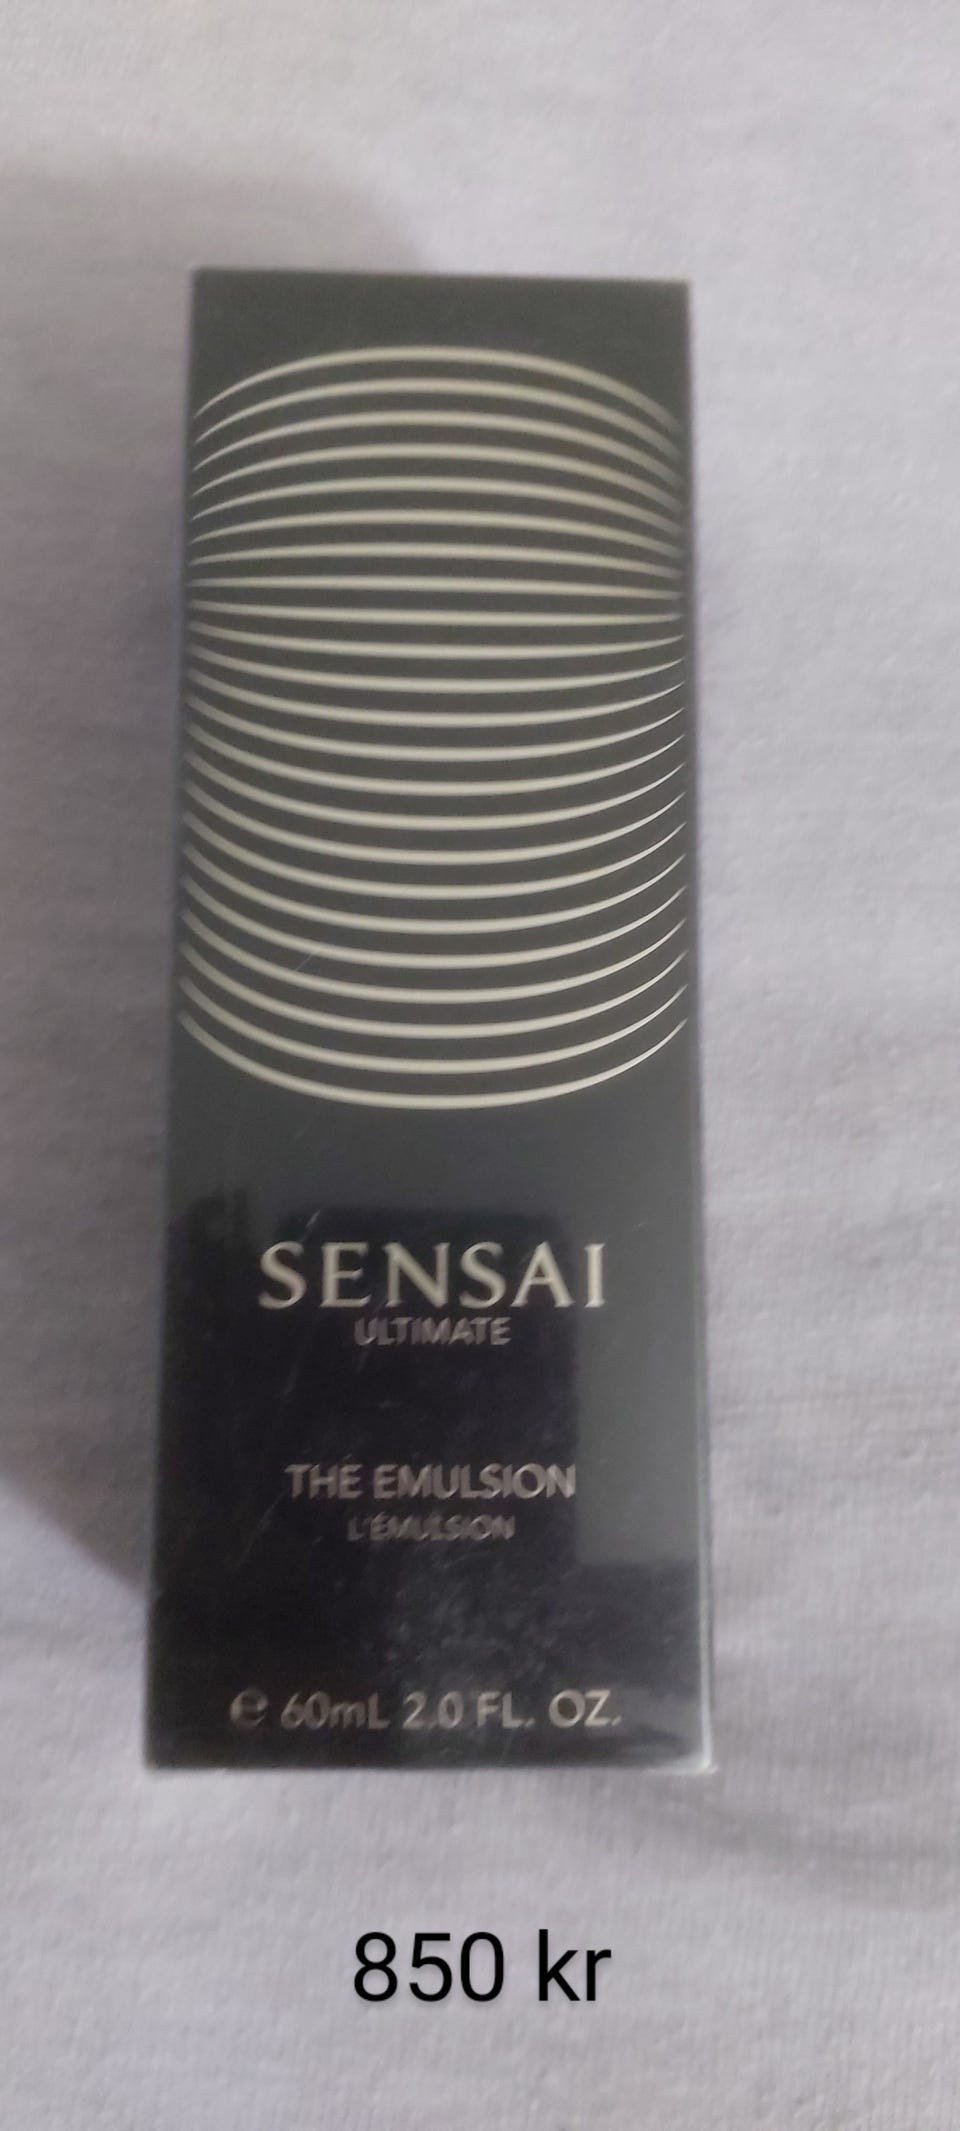 SENSAI
ULTIMATE
THE EMULSION
L'ÉMULSION
e 60mL 2.0 FL. OZ.
850 kr